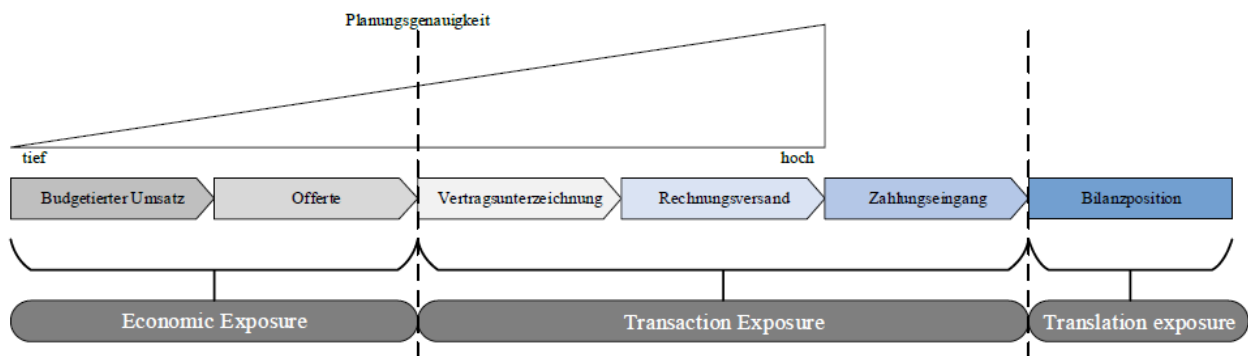 Planungsgenauigkeit
tief
hoch
Budgetierter Umsatz
Offerte
Vertragsunterzeichnung
Rechnungsversand
Zahlungseingang
Bilanzposition
Economic Exposure
Transaction Exposure
Translation exposure